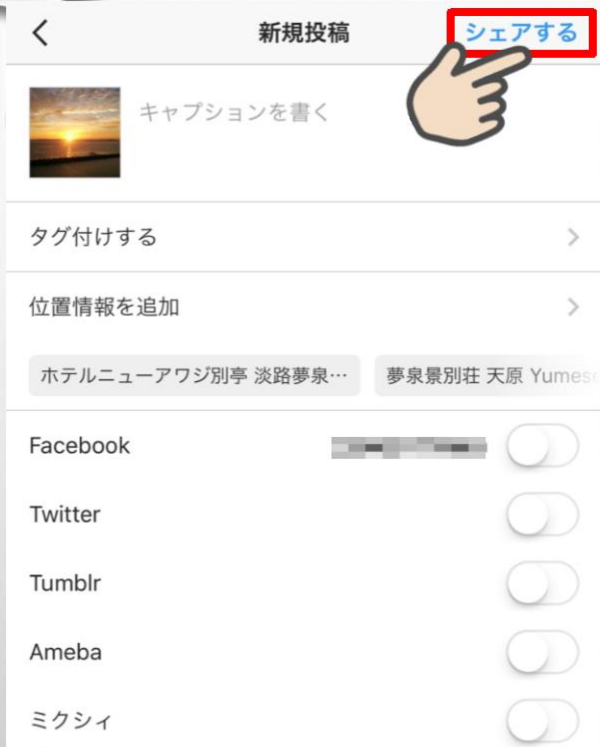 新規投稿
シェアする
キャプションを書く
タグ付けする
位置情報を追加
ホテルニューアワジ別亭 淡路夢泉…
夢泉景別荘 天原 Yumese
Facebook
Twitter
Tumblr
Ameba
ミクシィ